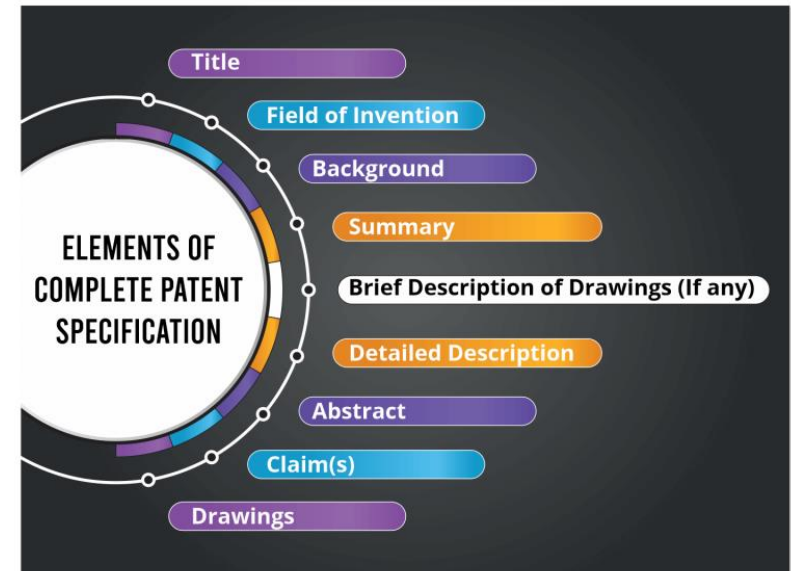 Title
Field of Invention
Background
Summary
ELEMENTS OF
COMPLETE PATENT
SPECIFICATION
Brief Description of Drawings (If any)
Detailed Description
Abstract
Claim(s)
Drawings